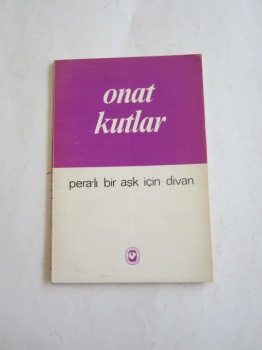 onat
kutlar
pera'lı bir aşk için divan